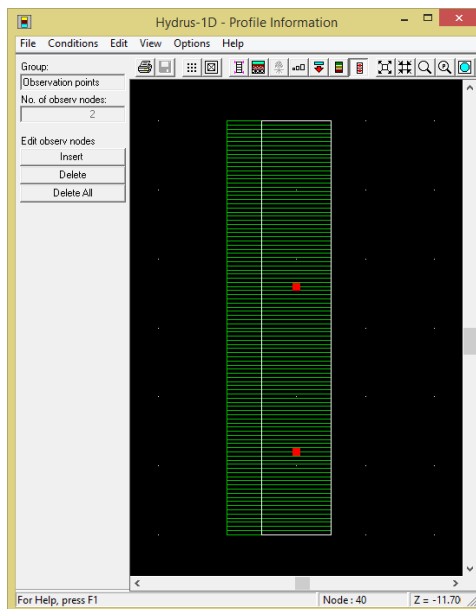 Hydrus-1D - Profile Information
File Conditions Edit View Options Help
Group:
Observation points
No. of observ nodes:
2
Edit observ nodes
Insert
Delete
Delete All
For Help, press F1
Node : 40
Z = -11.70